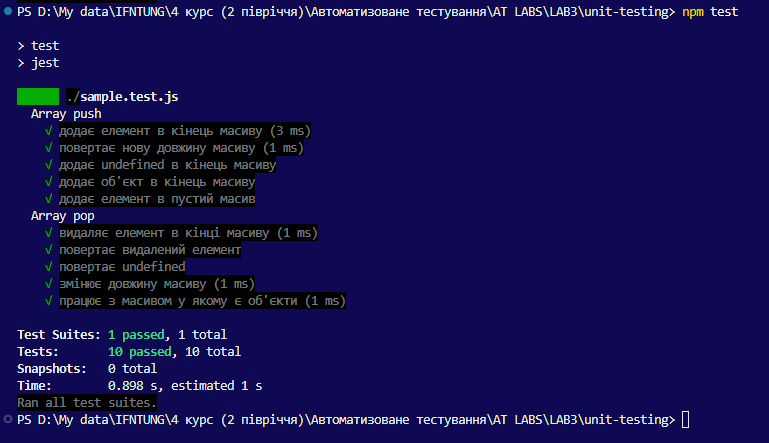 PS D:\My data\IFNTUNG\4 курс (2 півріччя)\Автоматизоване тестування\AT LABS\LAB3\unit-testing> npm test
> test
> jest
./sample.test.js
Array push
√ додає елемент в кінець масиву (3 ms)
√ повертає нову довжину масиву (1 ms)
√ додає undefined в кінець масиву
√ додає об'єкт в кінець масиву
√ додає елемент в пустий масив
Array pop
√ видаляє елемент в кінці масиву (1 ms)
√ повертає видалений елемент
√ повертає undefined
√ змінює довжину масиву (1 ms)
√ працює з масивом у якому є об'єкти (1 ms)
Test Suites: 1 passed, 1 total
Tests: 10 passed, 10 total
Snapshots: 0 total
Time: 0.898 s, estimated 1 s
Ran all test suites.
PS D:\My data\IFNTUNG\4 курс (2 півріччя)\Автоматизоване тестування\AT LABS\LAB3\unit-testing>